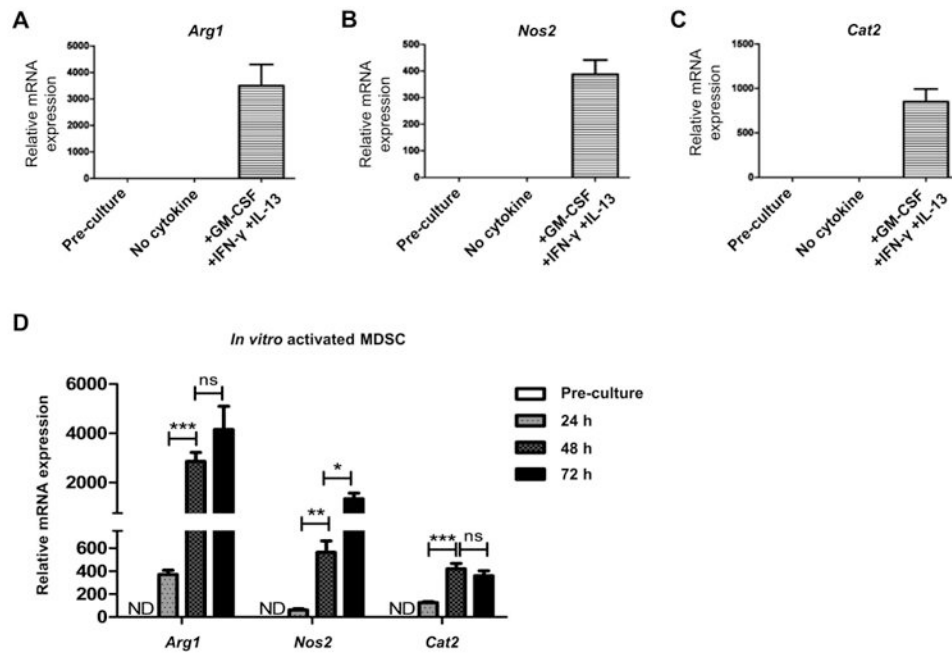 A
Arg1
Relative mRNA
expression
5000
4000
3000
2000
1000
0
Pre-culture
No cytokine
+GM-CSF
+IFN-γ +IL-13
B
Nos2
Relative mRNA
expression
500
400
300
200
100
0
Pre-culture
No cytokine
+GM-CSF
+IFN-γ +IL-13
C
Cat2
Relative mRNA
expression
1500
1000
500
0
Pre-culture
No cytokine
+GM-CSF
+IFN-γ +IL-13
D
In vitro activated MDSC
Relative mRNA expression
6000
4000
2000
600
400
200
0
ND
***
ns
ND
**
*
ND
***
ns
Arg1
Nos2
Cat2
Pre-culture
24 h
48 h
72 h